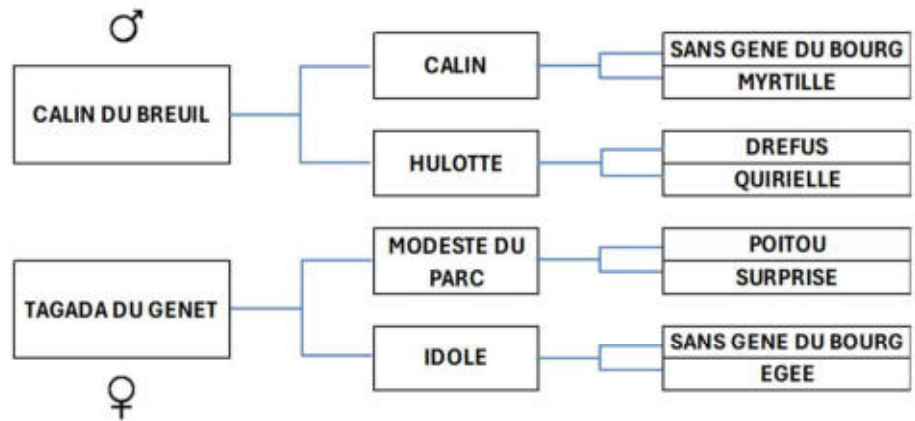 ♂
CALIN DU BREUIL
CALIN
SANS GENE DU BOURG
MYRTILLE
HULOTTE
DREFUS
QUIRIELLE
MODESTE DU
PARC
POITOU
SURPRISE
TAGADA DU GENET
IDOLE
SANS GENE DU BOURG
EGEE
♀